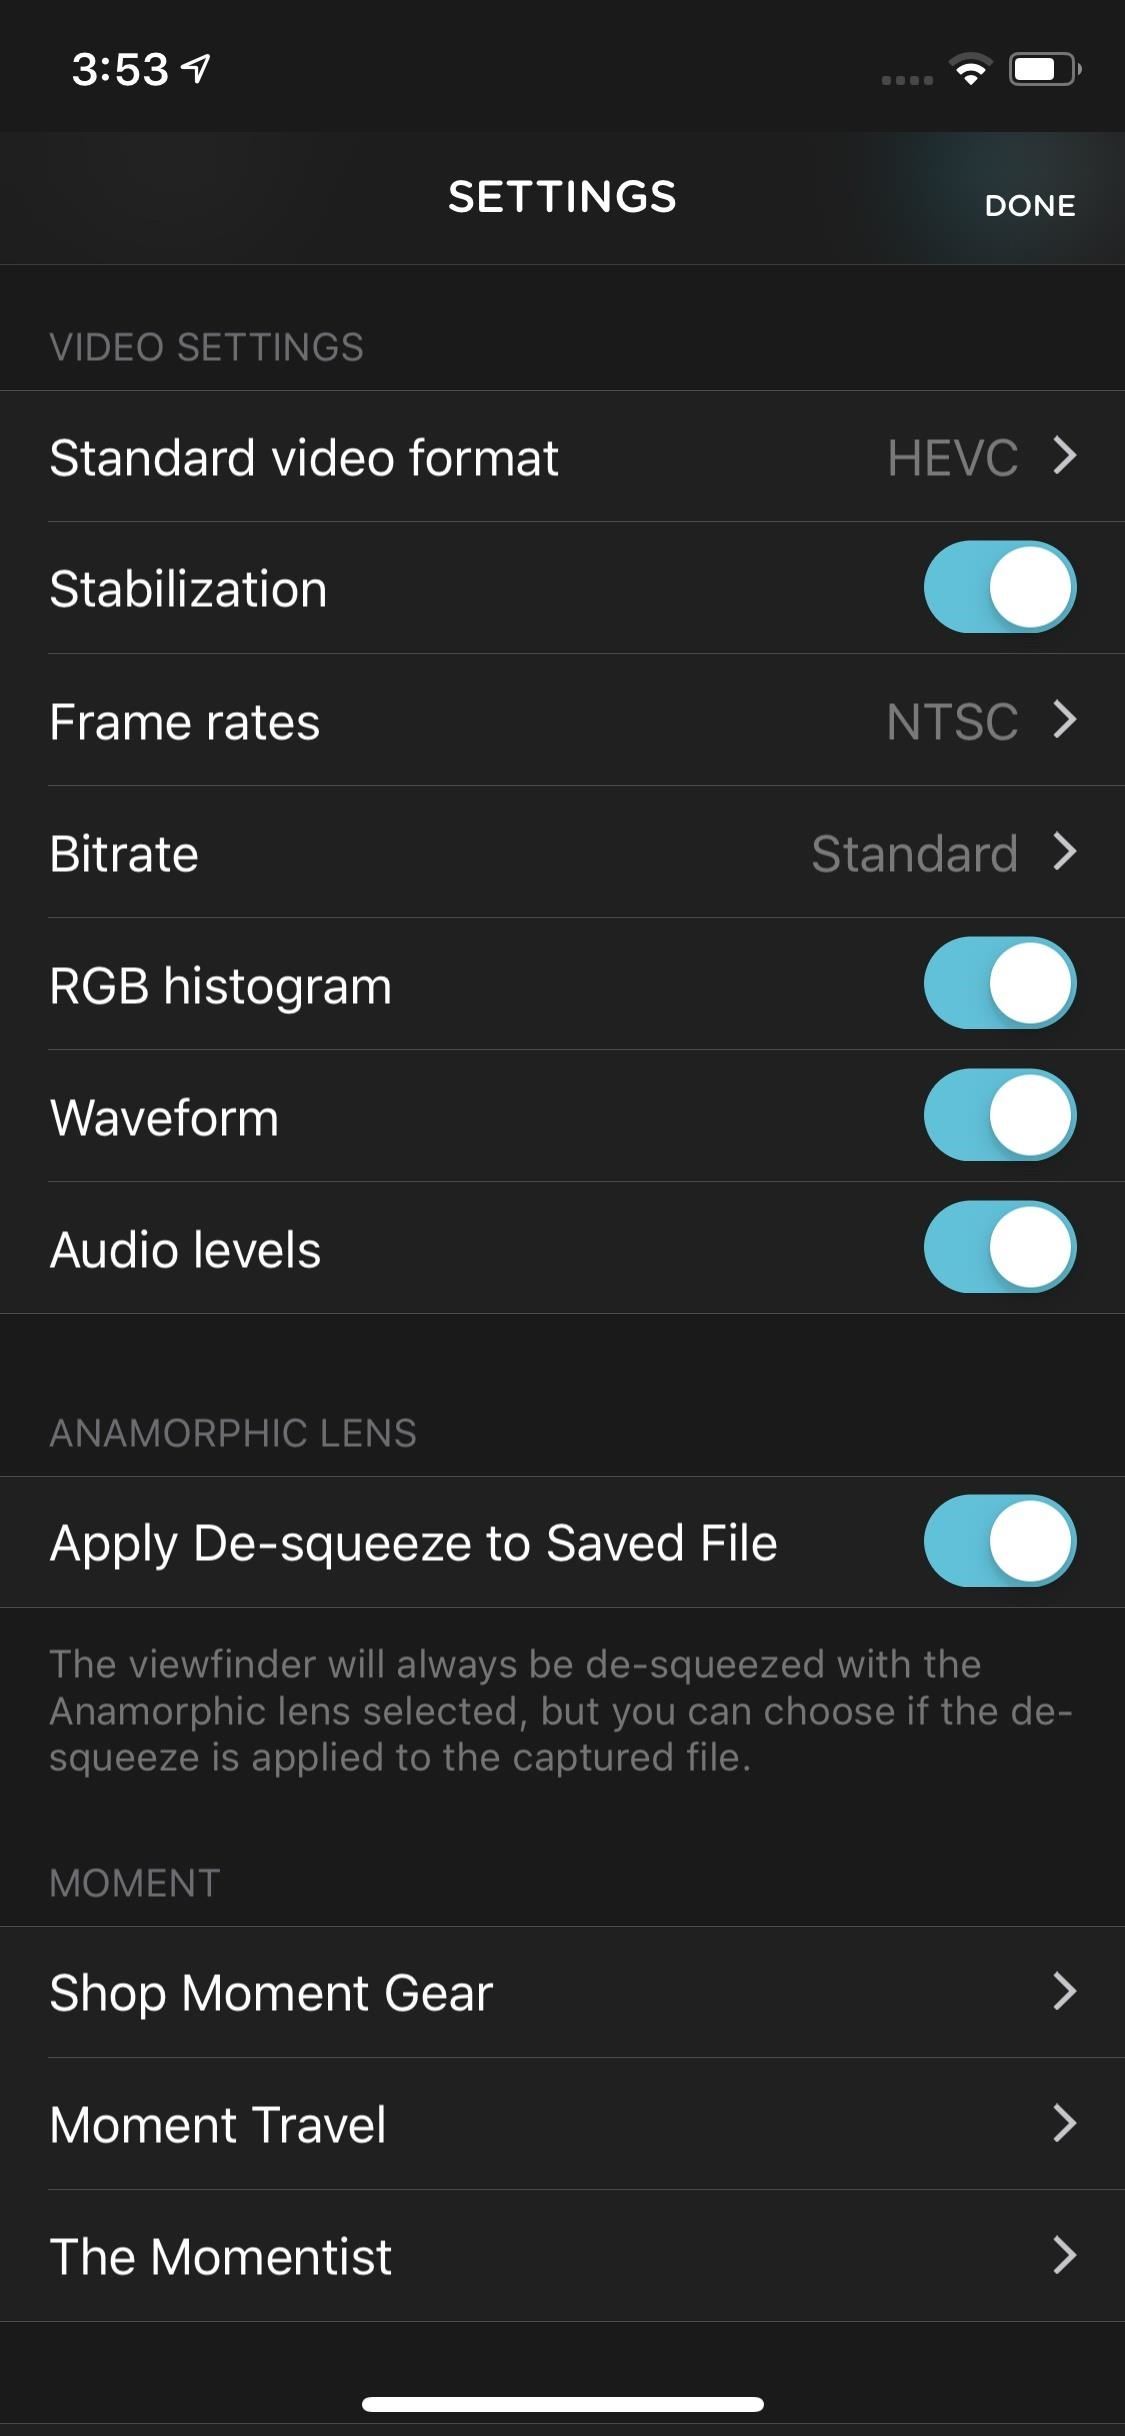 3:53
SETTINGS
DONE
VIDEO SETTINGS
Standard video format HEVC
Stabilization
Frame rates NTSC
Bitrate Standard
RGB histogram
Waveform
Audio levels
ANAMORPHIC LENS
Apply De-squeeze to Saved File
The viewfinder will always be de-squeezed with the
Anamorphic lens selected, but you can choose if the de-
squeeze is applied to the captured file.
MOMENT
Shop Moment Gear
Moment Travel
The Momentist